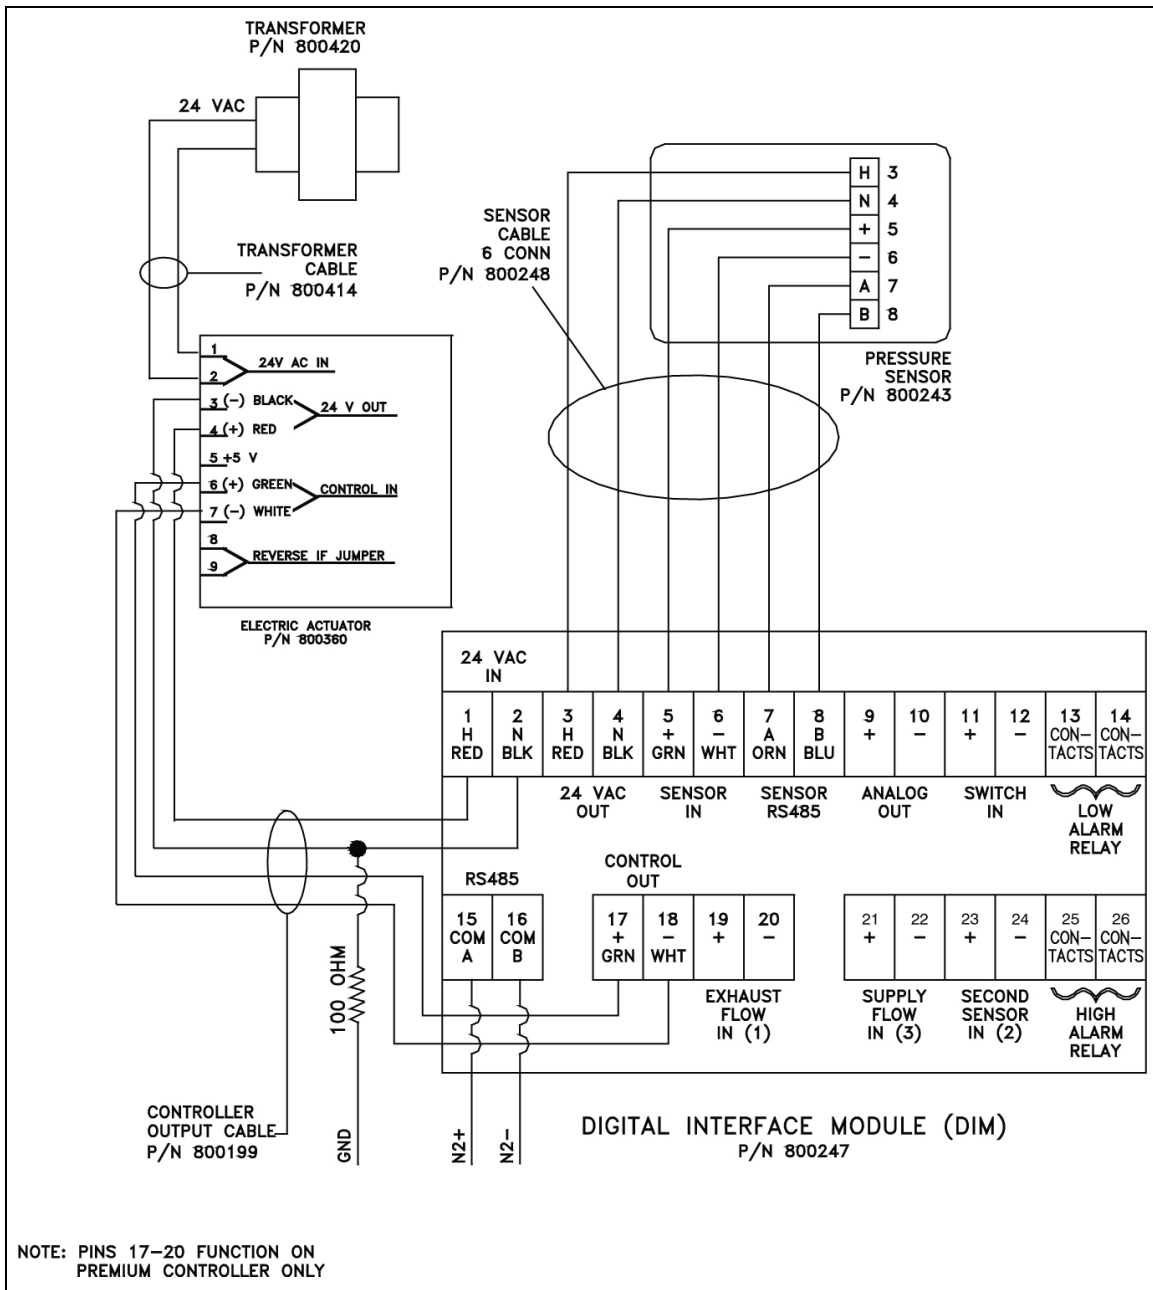 TRANSFORMER
P/N 800420
24 VAC
TRANSFORMER
CABLE
P/N 800414
SENSOR
CABLE
6 CONN
P/N 800248
H 3
N 4
+ 5
− 6
A 7
B 8
PRESSURE
SENSOR
P/N 800243
1
2
24V AC IN
3 (−) BLACK
4 (+) RED
24 V OUT
5 +5 V
6 (+) GREEN
7 (−) WHITE
CONTROL IN
8
9
REVERSE IF JUMPER
ELECTRIC ACTUATOR
P/N 800360
24 VAC
IN
1 2 3 4 5 6 7 8 9 10 11 12 13 14
H N H N + − A B + − + − CON− CON−
RED BLK RED BLK GRN WHT ORN BLU TACTS TACTS
24 VAC
OUT
SENSOR
IN
SENSOR
RS485
ANALOG
OUT
SWITCH
IN
LOW
ALARM
RELAY
RS485
CONTROL
OUT
15 16 17 18 19 20 21 22 23 24 25 26
COM COM + − + − + − + − CON− CON−
A B GRN WHT TACTS TACTS
EXHAUST
FLOW
IN (1)
SUPPLY
FLOW
IN (3)
SECOND
SENSOR
IN (2)
HIGH
ALARM
RELAY
100 OHM
GND
N2+
N2−
CONTROLLER
OUTPUT CABLE
P/N 800199
DIGITAL INTERFACE MODULE (DIM)
P/N 800247
NOTE: PINS 17−20 FUNCTION ON
PREMIUM CONTROLLER ONLY